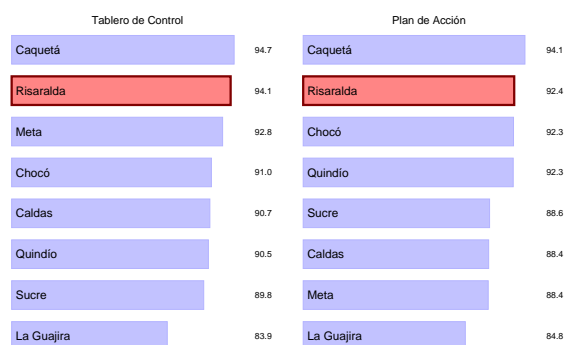 Tablero de Control
Caquetá 94.7
Risaralda 94.1
Meta 92.8
Chocó 91.0
Caldas 90.7
Quindío 90.5
Sucre 89.8
La Guajira 83.9
Plan de Acción
Caquetá 94.1
Risaralda 92.4
Chocó 92.3
Quindío 92.3
Sucre 88.6
Caldas 88.4
Meta 88.4
La Guajira 84.8